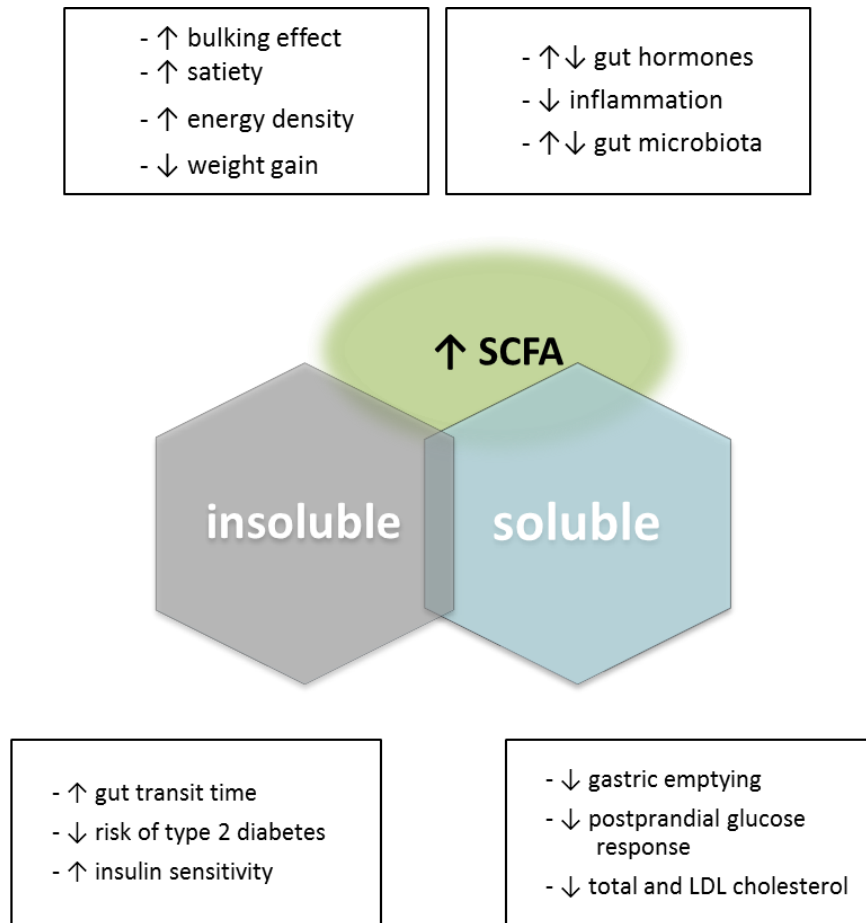 - ↑ bulking effect
- ↑ satiety
- ↑ energy density
- ↓ weight gain
- ↑↓ gut hormones
- ↓ inflammation
- ↑↓ gut microbiota
↑ SCFA
insoluble
soluble
- ↑ gut transit time
- ↓ risk of type 2 diabetes
- ↑ insulin sensitivity
- ↓ gastric emptying
- ↓ postprandial glucose
response
- ↓ total and LDL cholesterol